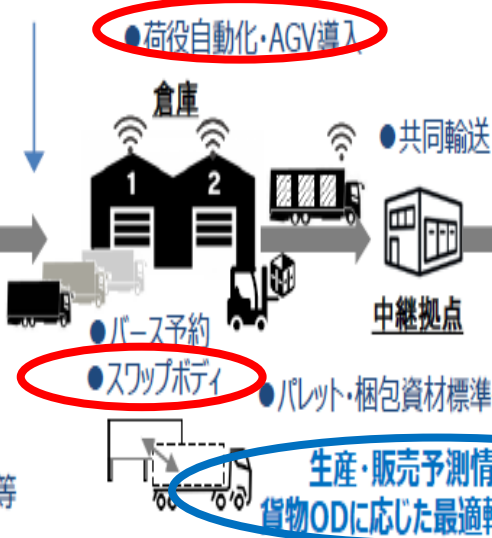 ●荷役自動化・AGV導入
倉庫
1
2
●共同輸送
●バース予約
中継拠点
●スワップボディ
●パレット・梱包資材標準
等
生産・販売予測情
貨物ODに応じた最適